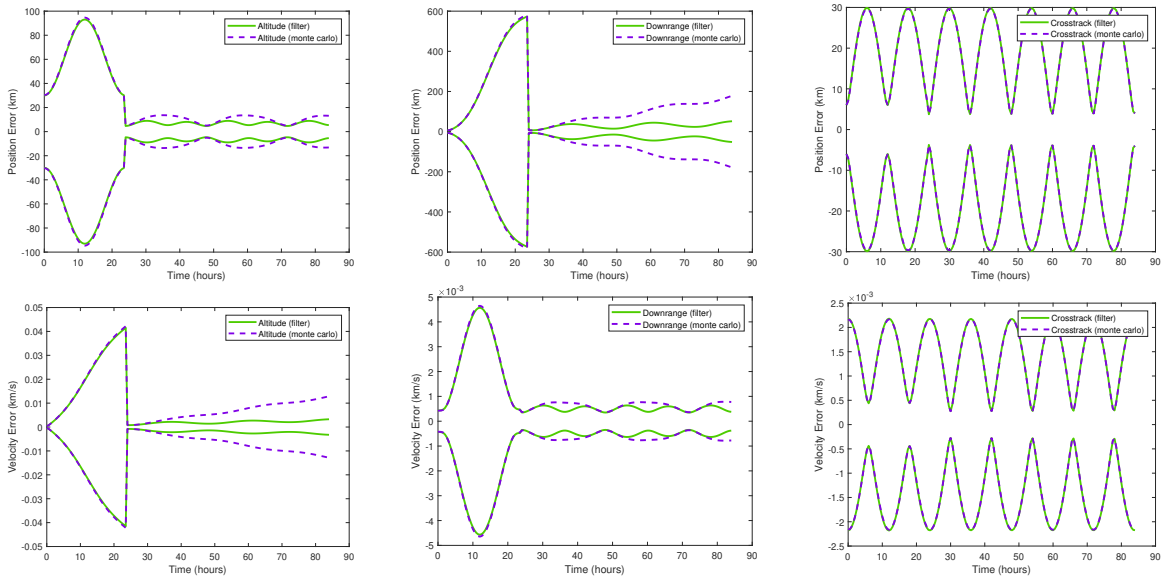 100
80
60
40
20
0
-20
-40
-60
-80
-100
Position Error (km)
0 10 20 30 40 50 60 70 80 90
Time (hours)
Altitude (filter)
Altitude (monte carlo)
600
400
200
0
-200
-400
-600
Position Error (km)
0 10 20 30 40 50 60 70 80 90
Time (hours)
Downrange (filter)
Downrange (monte carlo)
30
20
10
0
-10
-20
-30
Position Error (km)
0 10 20 30 40 50 60 70 80 90
Time (hours)
Crosstrack (filter)
Crosstrack (monte carlo)
0.05
0.04
0.03
0.02
0.01
0
-0.01
-0.02
-0.03
-0.04
-0.05
Velocity Error (km/s)
0 10 20 30 40 50 60 70 80 90
Time (hours)
Altitude (filter)
Altitude (monte carlo)
×10-3
5
4
3
2
1
0
-1
-2
-3
-4
-5
Velocity Error (km/s)
0 10 20 30 40 50 60 70 80 90
Time (hours)
Downrange (filter)
Downrange (monte carlo)
×10-3
2.5
2
1.5
1
0.5
0
-0.5
-1
-1.5
-2
-2.5
Velocity Error (km/s)
0 10 20 30 40 50 60 70 80 90
Time (hours)
Crosstrack (filter)
Crosstrack (monte carlo)